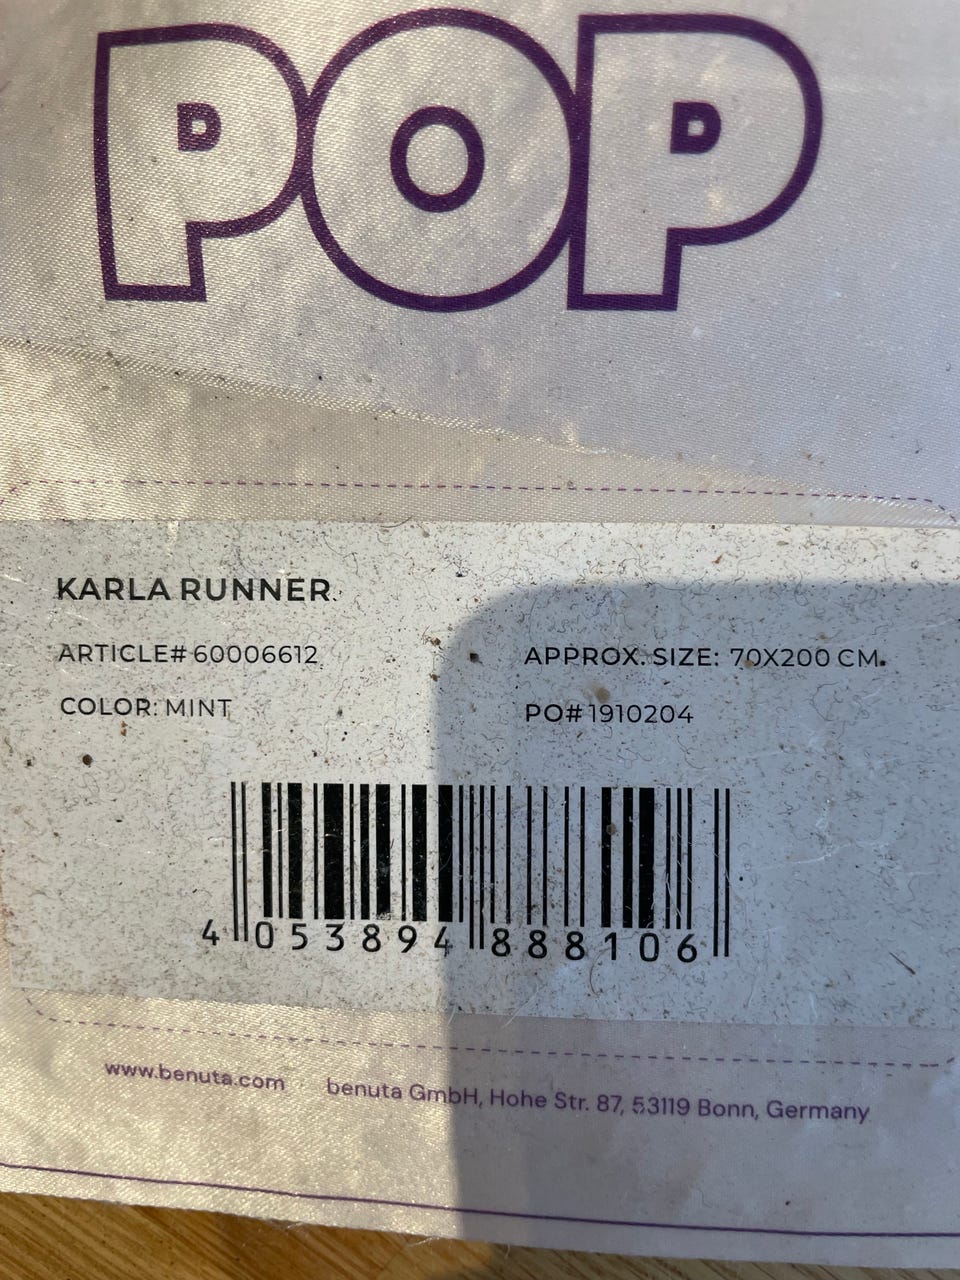 POP
KARLA RUNNER
ARTICLE# 60006612
APPROX. SIZE: 70X200 CM
COLOR: MINT
PO# 1910204
4 053894 888106
www.benuta.com benuta GmbH, Hohe Str. 87, 53119 Bonn, Germany